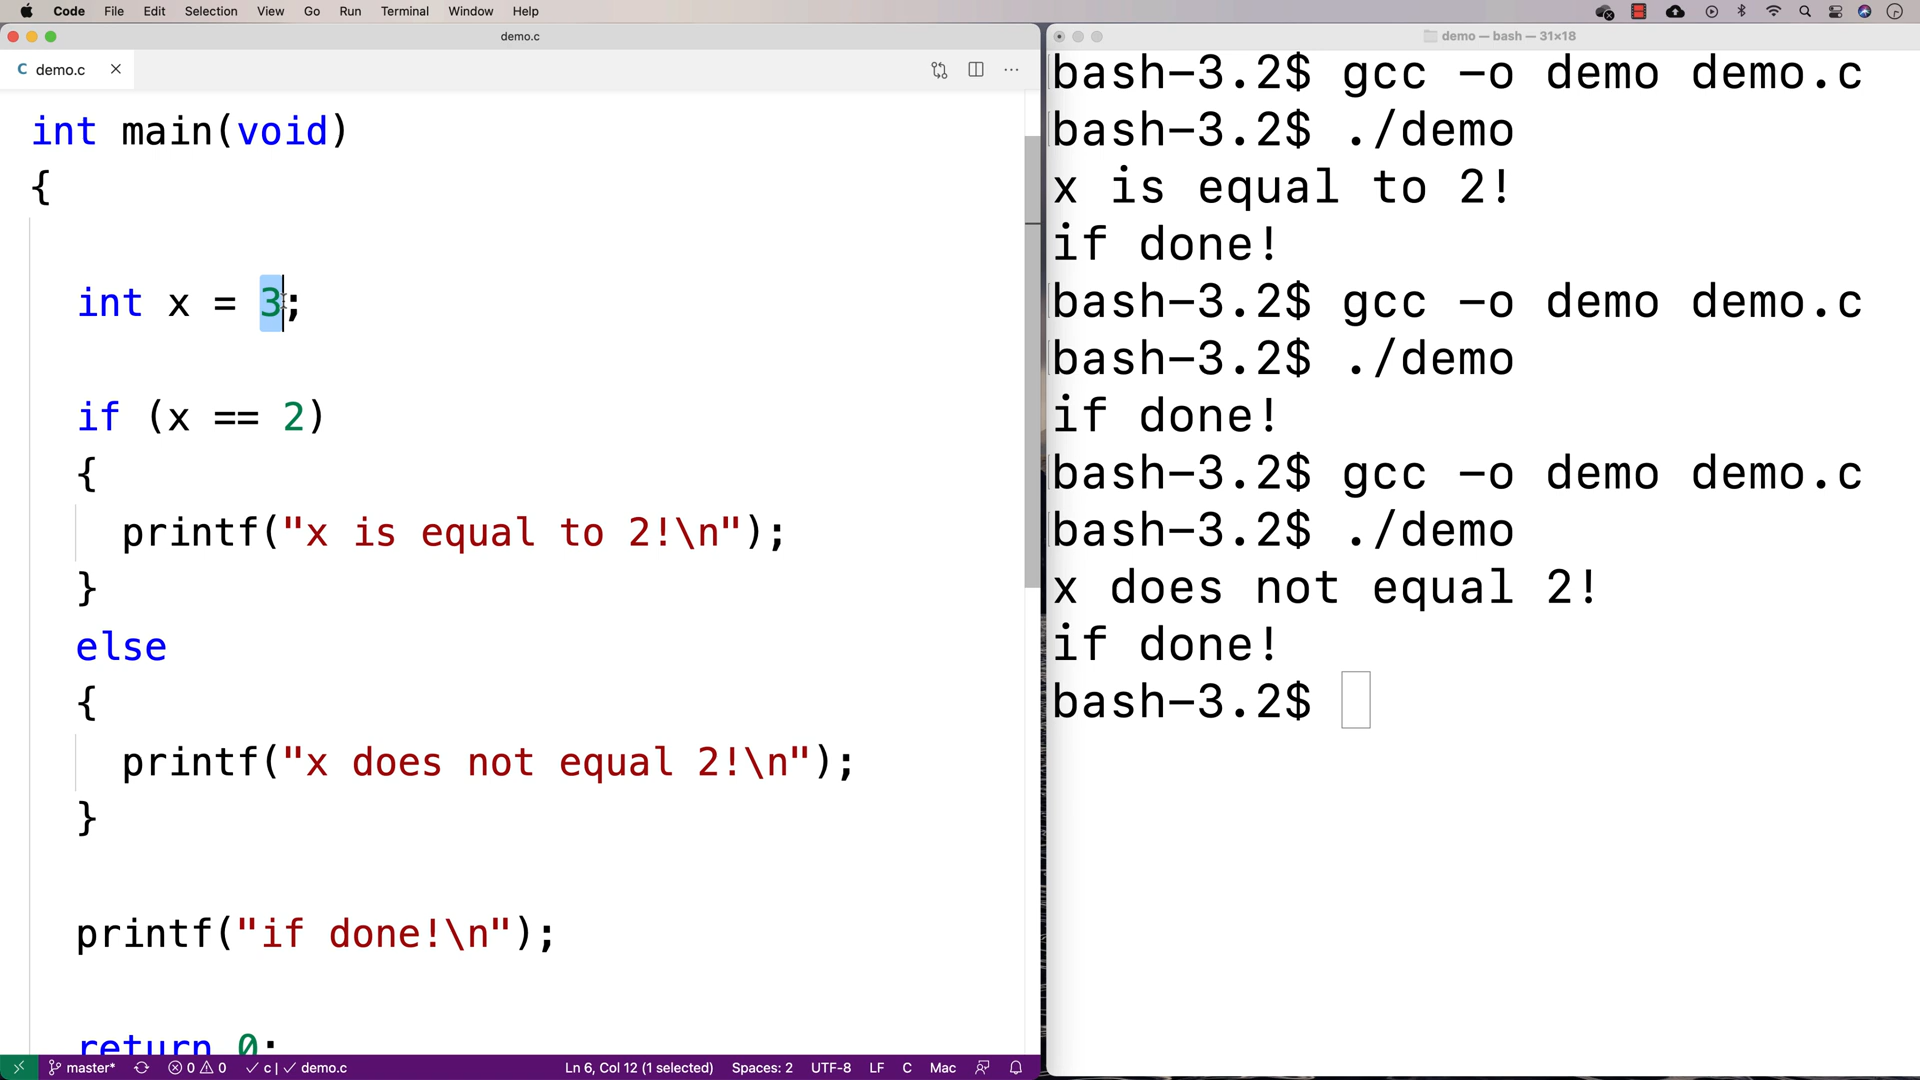 Code File Edit Selection View Go Run Terminal Window Help
demo.c
C demo.c
int main(void)
{
int x = 3;
if (x == 2)
{
printf("x is equal to 2!\n");
}
else
{
printf("x does not equal 2!\n");
}
printf("if done!\n");
return 0;
master* 0 0 c | demo.c Ln 6, Col 12 (1 selected) Spaces: 2 UTF-8 LF C Mac
demo — bash — 31×18
bash-3.2$ gcc -o demo demo.c
bash-3.2$ ./demo
x is equal to 2!
if done!
bash-3.2$ gcc -o demo demo.c
bash-3.2$ ./demo
if done!
bash-3.2$ gcc -o demo demo.c
bash-3.2$ ./demo
x does not equal 2!
if done!
bash-3.2$